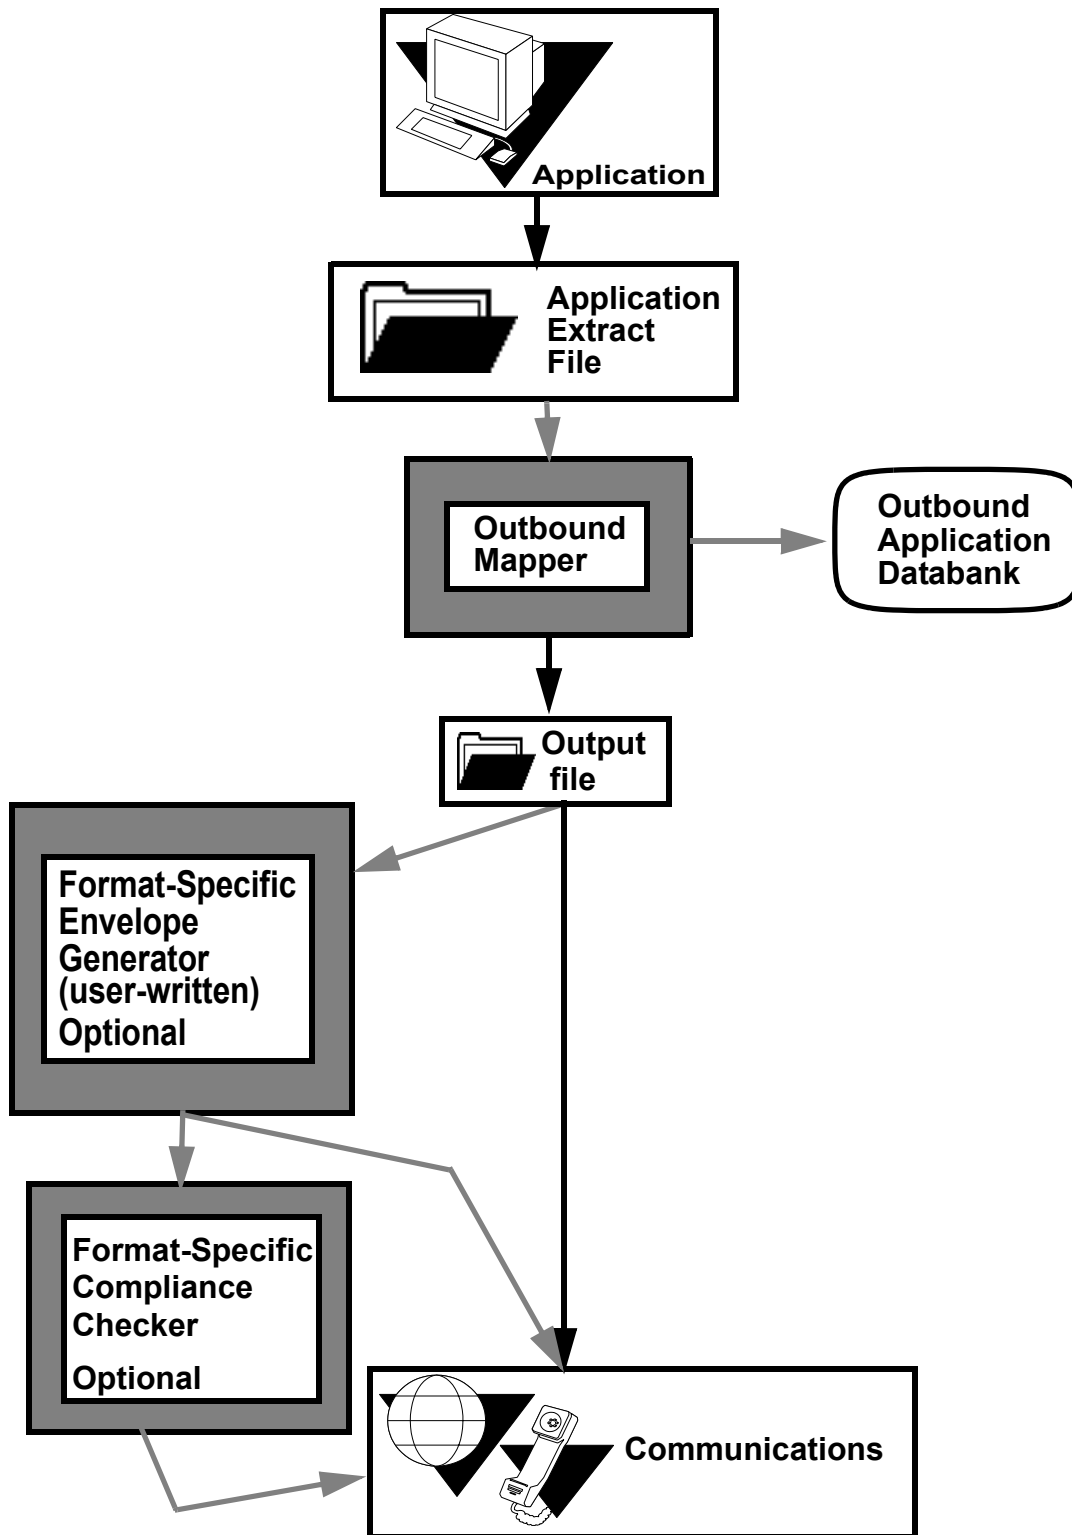 Application
Application
Extract
File
Outbound
Mapper
Outbound
Application
Databank
Output
file
Format-Specific
Envelope
Generator
(user-written)
Optional
Format-Specific
Compliance
Checker
Optional
Communications